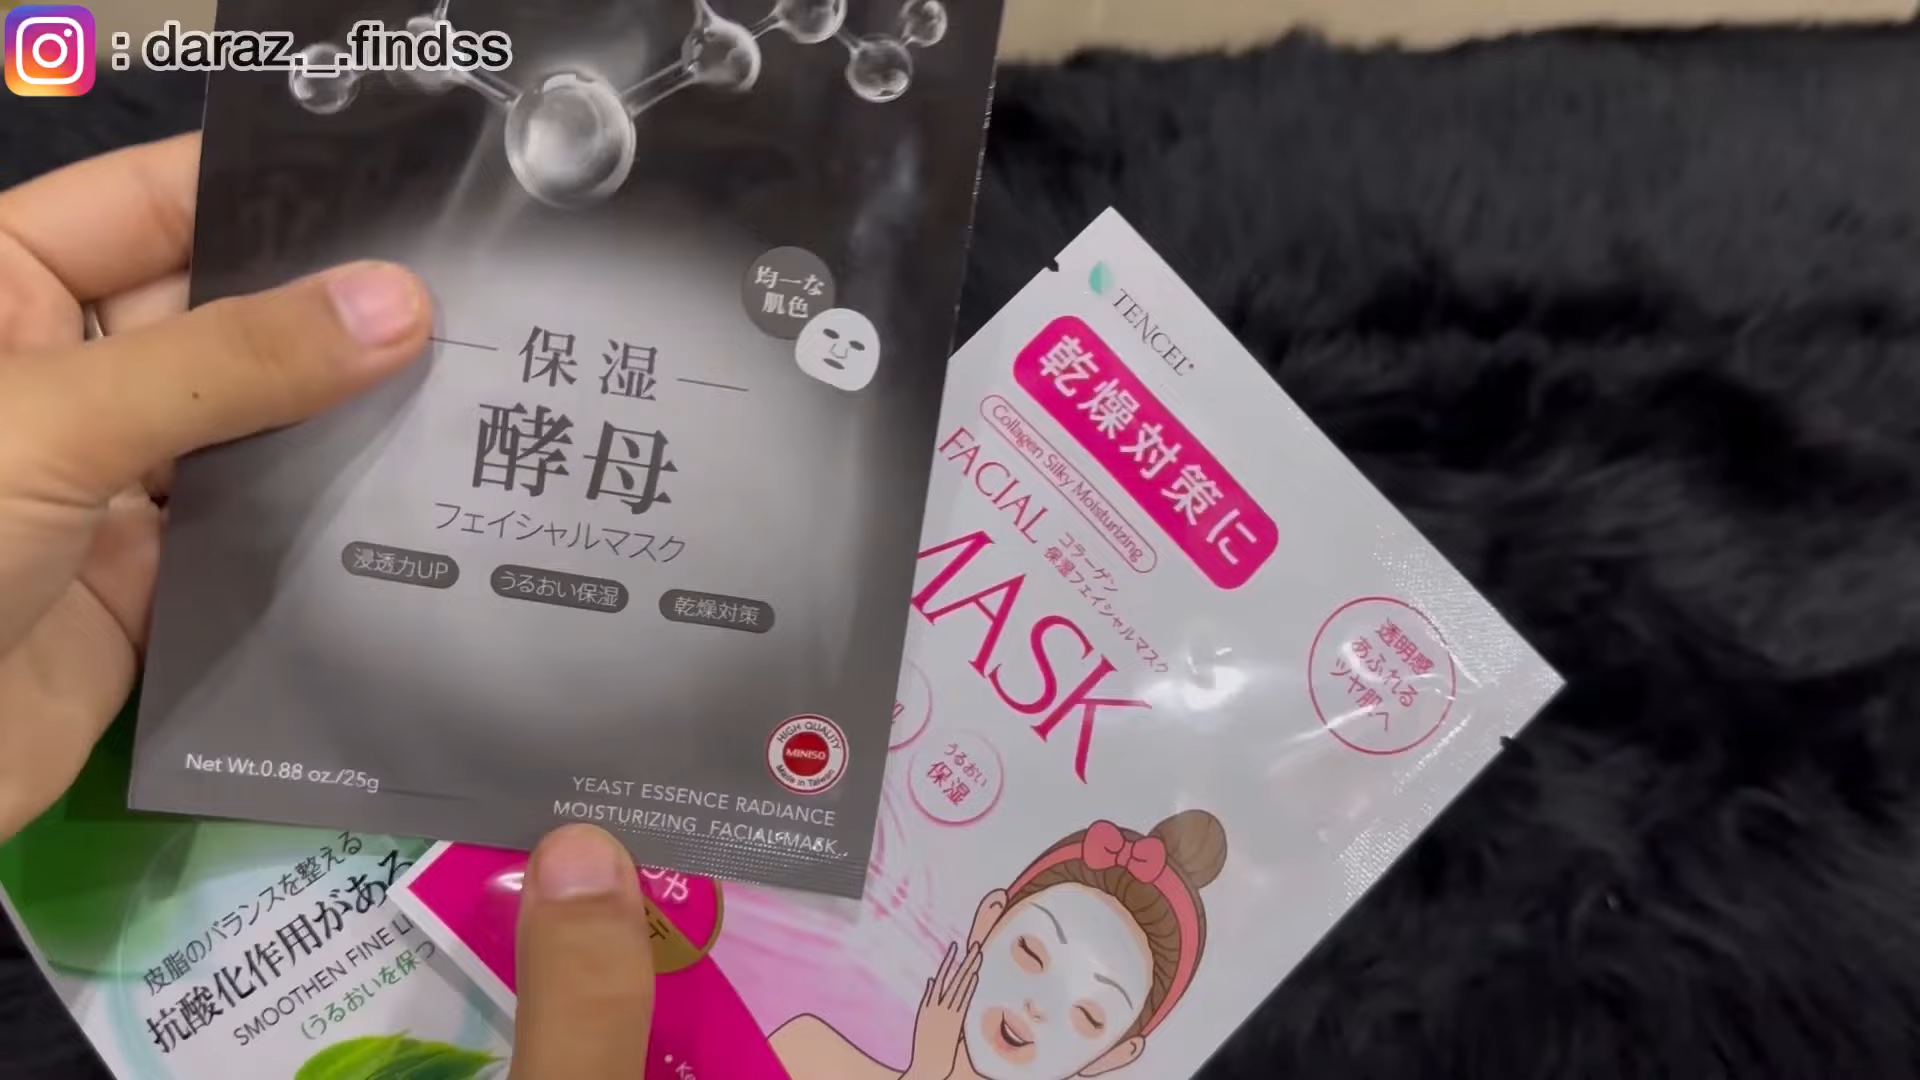 : daraz._.findss
均一な
肌色
保湿
酵母
フェイシャルマスク
浸透力UP
うるおい保湿
乾燥対策
Net Wt.0.88 oz./25g
HIGH QUALITY
MINISO
Made in Taiwan
YEAST ESSENCE RADIANCE
MOISTURIZING FACIAL MASK
TENCEL
乾燥対策に
Collagen Silky Moisturizing
FACIAL
コラーゲン
保湿フェイシャルマスク
MASK
透明感
あふれる
ツヤ肌へ
うるおい
保湿
皮脂のバランスを整える
抗酸化作用がある
SMOOTHEN FINE
(うるおいを保つ